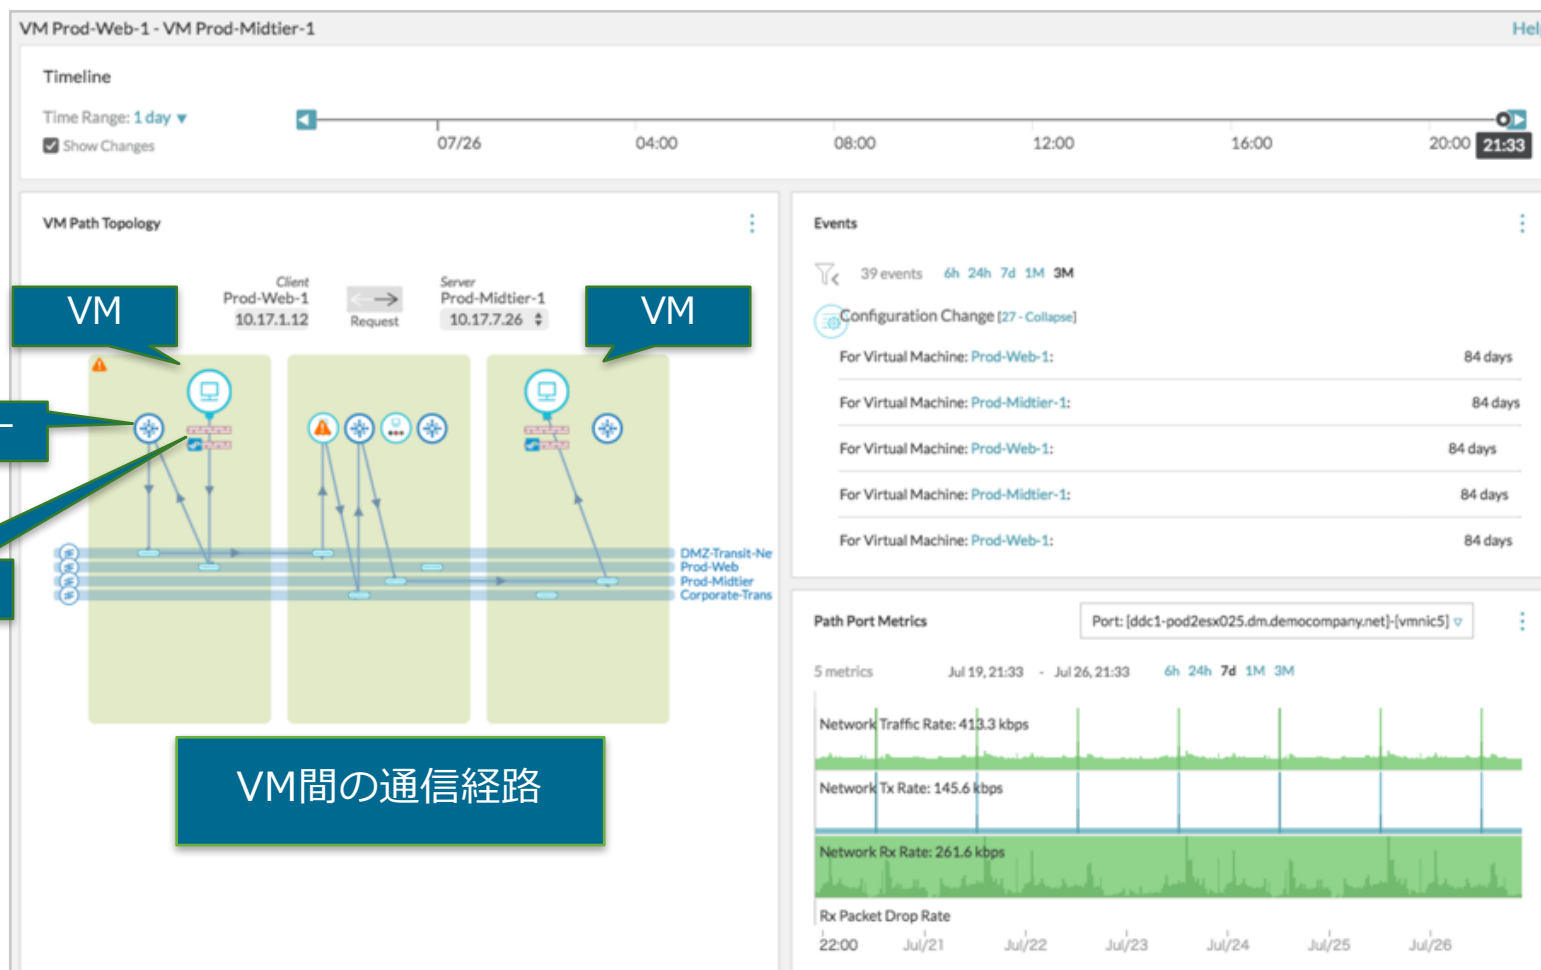 VM Prod-Web-1 - VM Prod-Midtier-1
Timeline
Time Range: 1 day
Show Changes
07/26 04:00 08:00 12:00 16:00 20:00 21:33
VM Path Topology
Client
Prod-Web-1
10.17.1.12
Request
Server
Prod-Midtier-1
10.17.7.26
VM
VM
ー
DMZ-Transit-Ne
Prod-Web
Prod-Midtier
Corporate-Trans
VM間の通信経路
Events
39 events 6h 24h 7d 1M 3M
Configuration Change [27 - Collapse]
For Virtual Machine: Prod-Web-1: 84 days
For Virtual Machine: Prod-Midtier-1: 84 days
For Virtual Machine: Prod-Web-1: 84 days
For Virtual Machine: Prod-Midtier-1: 84 days
For Virtual Machine: Prod-Web-1: 84 days
Path Port Metrics
Port: [ddc1-pod2esx025.dm.democompany.net]-[vmnic5]
5 metrics Jul 19, 21:33 - Jul 26, 21:33 6h 24h 7d 1M 3M
Network Traffic Rate: 413.3 kbps
Network Tx Rate: 145.6 kbps
Network Rx Rate: 261.6 kbps
Rx Packet Drop Rate
22:00 Jul/21 Jul/22 Jul/23 Jul/24 Jul/25 Jul/26